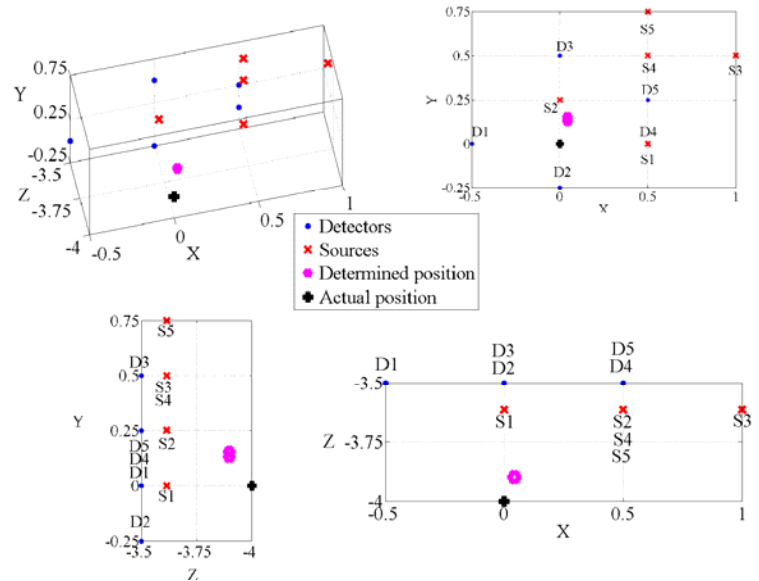 0.75
Y
0.25
-0.25
-3.5
Z
-3.75
-4
-0.5
0
X
0.5
1
0.75
S5
0.5
D3
S4
S3
Y
0.25
S2
D5
0
D1
D4
S1
D2
-0.25
-0.5
0
0.5
1
X
Detectors
Sources
Determined position
Actual position
0.75
S5
D3
0.5
S3
S4
Y
0.25
S2
D5
D4
D1
0
S1
D2
-0.25
-3.5
-3.75
-4
Z
D3
D5
D1
D2
D4
-3.5
S1
S2
S3
Z
-3.75
S4
S5
-4
-0.5
0
0.5
1
X